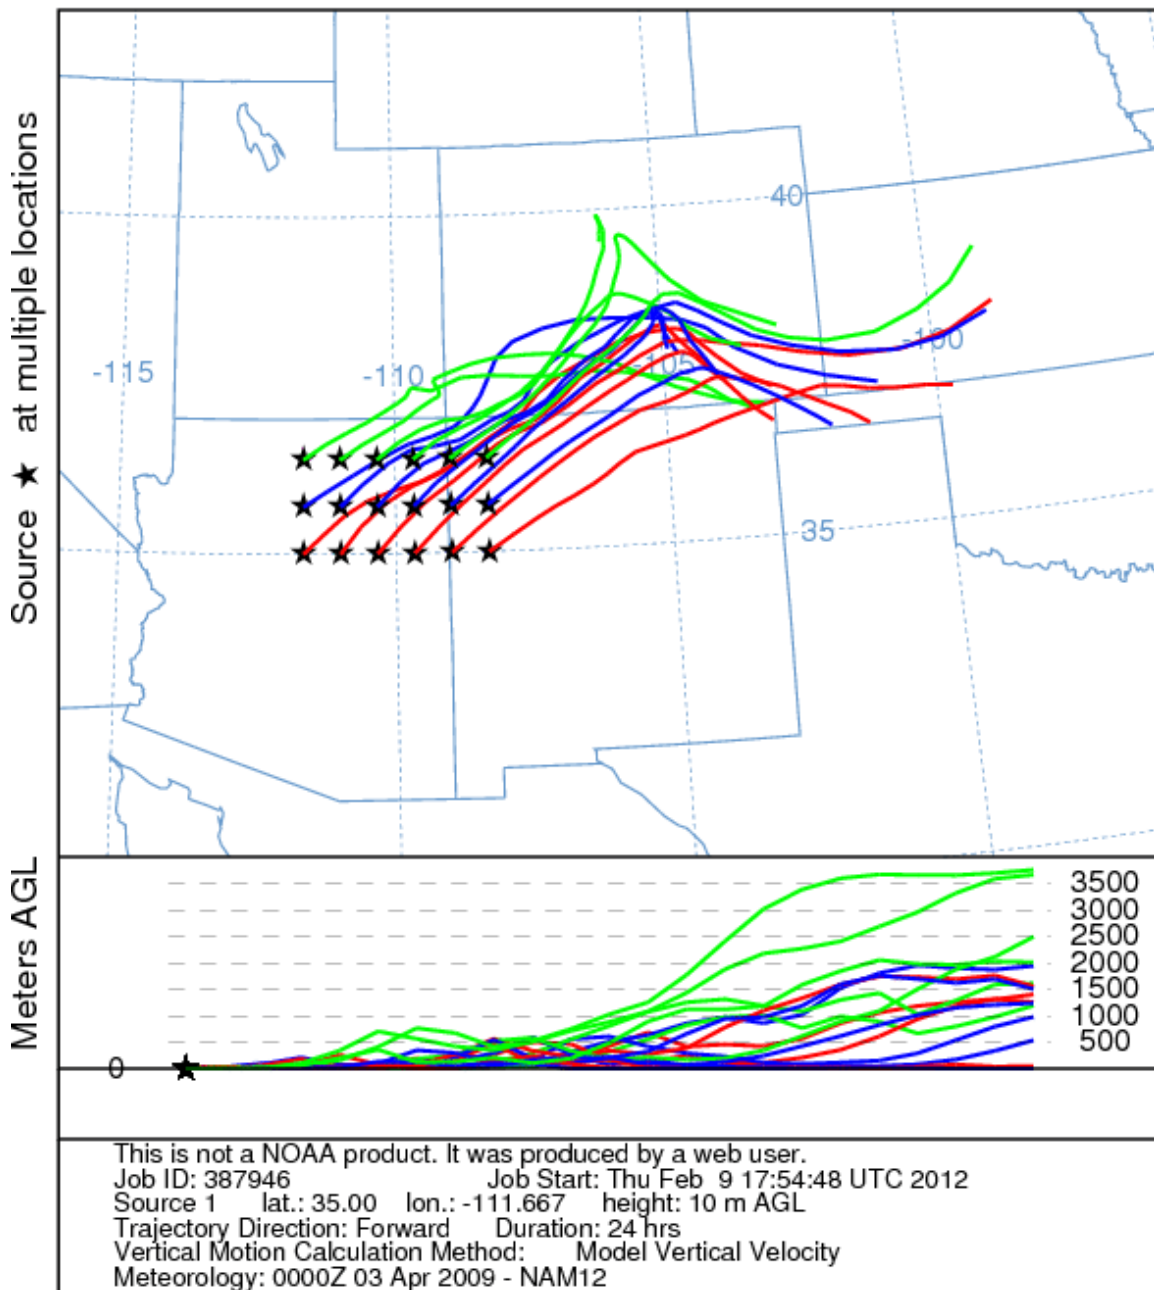 Source ★ at multiple locations
40
-115
-110
-105
-100
35
Meters AGL
3500
3000
2500
2000
1500
1000
500
0
This is not a NOAA product. It was produced by a web user.
Job ID: 387946 Job Start: Thu Feb 9 17:54:48 UTC 2012
Source 1 lat.: 35.00 lon.: -111.667 height: 10 m AGL
Trajectory Direction: Forward Duration: 24 hrs
Vertical Motion Calculation Method: Model Vertical Velocity
Meteorology: 0000Z 03 Apr 2009 - NAM12